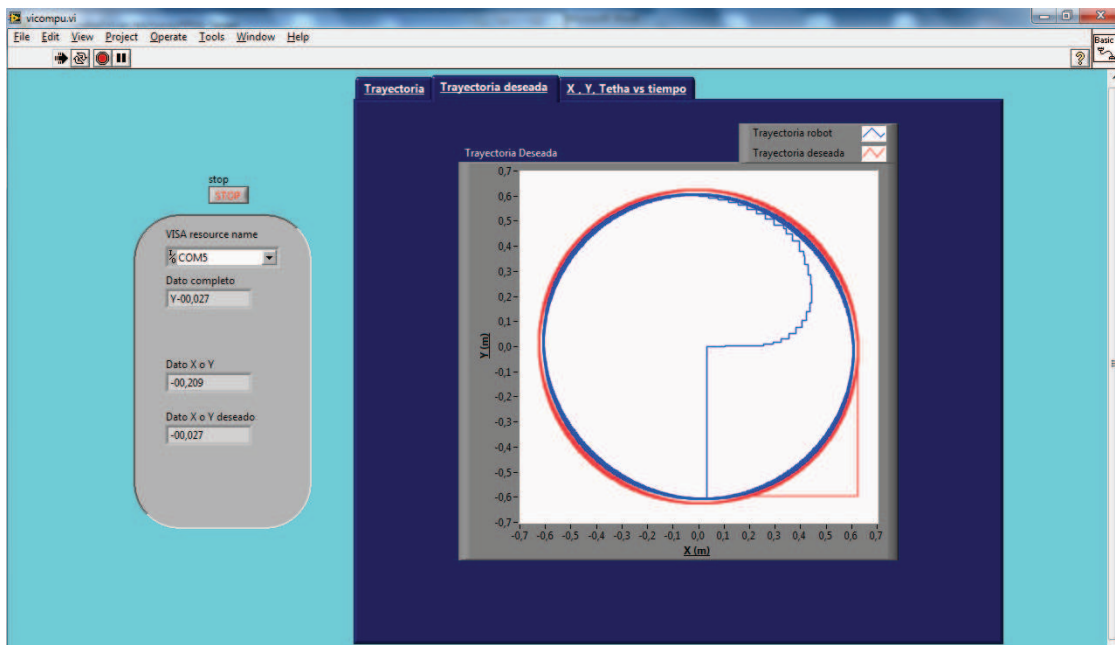 vicompu.vi
File Edit View Project Operate Tools Window Help
Basic
Trayectoria Trayectoria deseada X , Y, Tetha vs tiempo
Trayectoria robot
Trayectoria deseada
Trayectoria Deseada
stop
STOP
VISA resource name
COM5
Dato completo
Y-00,027
Dato X o Y
-00,209
Dato X o Y deseado
-00,027
Y (m)
0,7
0,6
0,5
0,4
0,3
0,2
0,1
0,0
-0,1
-0,2
-0,3
-0,4
-0,5
-0,6
-0,7
-0,7 -0,6 -0,5 -0,4 -0,3 -0,2 -0,1 0,0 0,1 0,2 0,3 0,4 0,5 0,6 0,7
X (m)